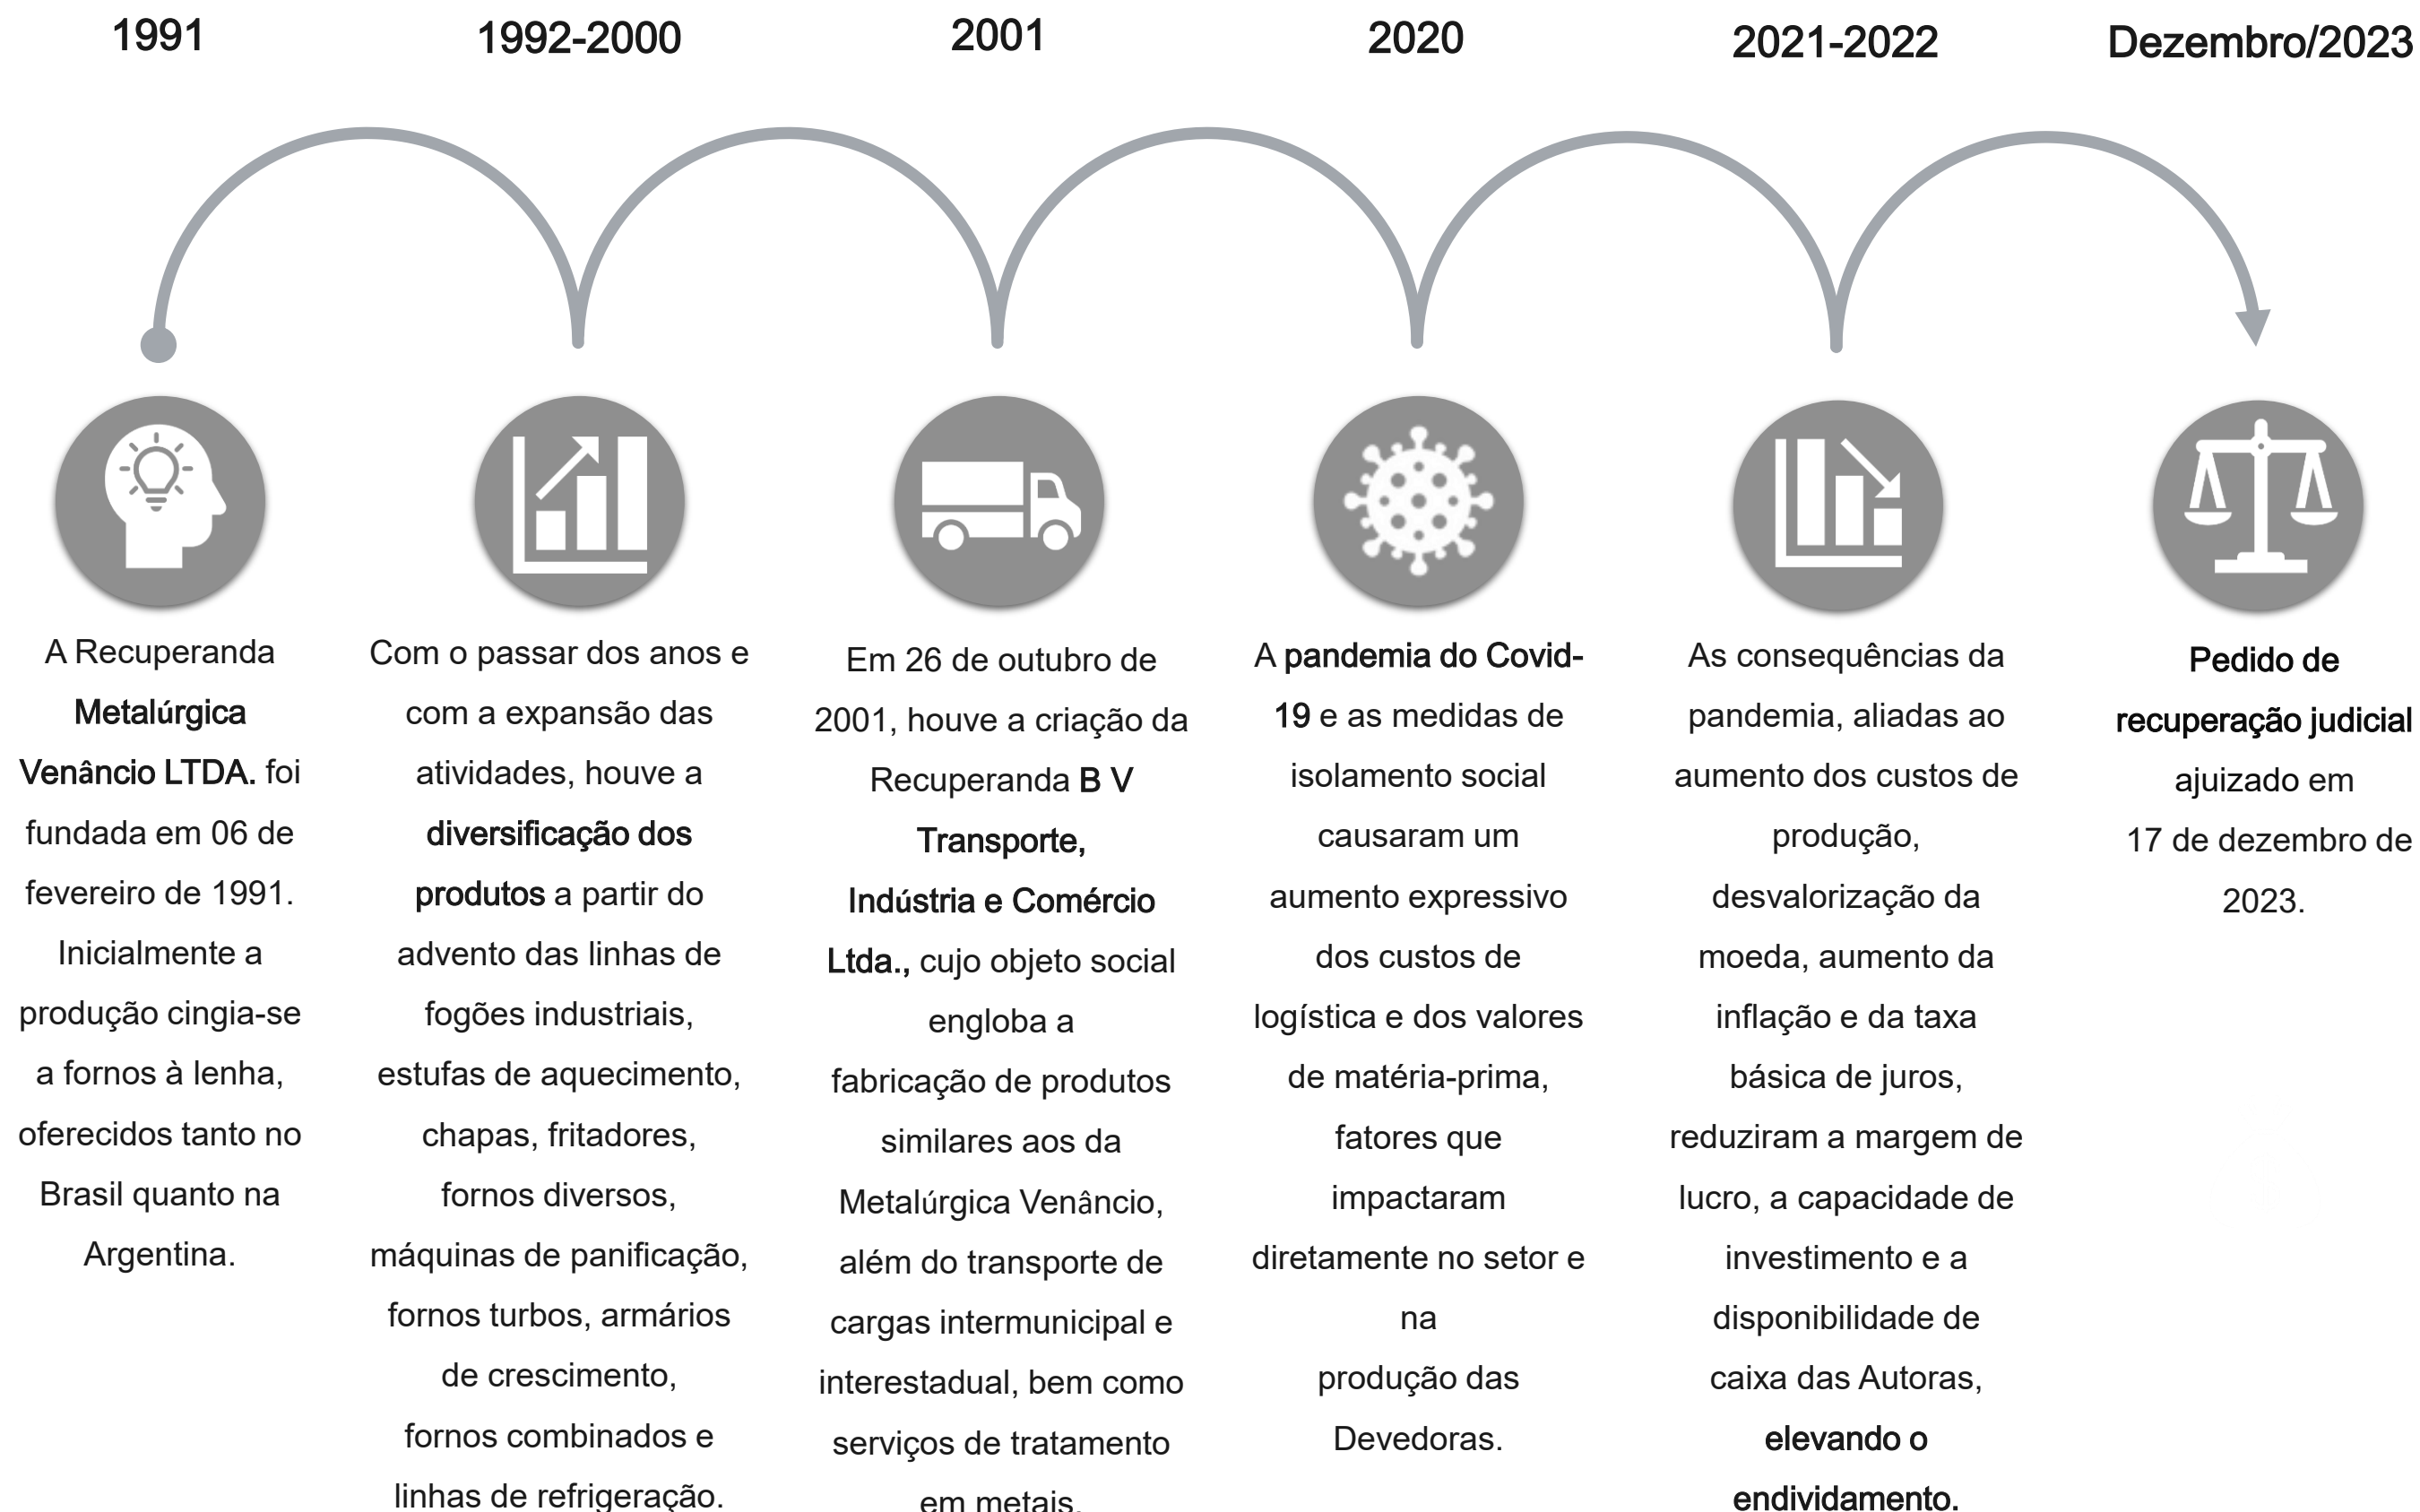 1991
A Recuperanda
Metalúrgica
Venâncio LTDA. foi
fundada em 06 de
fevereiro de 1991.
Inicialmente a
produção cingia-se
a fornos à lenha,
oferecidos tanto no
Brasil quanto na
Argentina.
1992-2000
Com o passar dos anos e
com a expansão das
atividades, houve a
diversificação dos
produtos a partir do
advento das linhas de
fogões industriais,
estufas de aquecimento,
chapas, fritadores,
fornos diversos,
máquinas de panificação,
fornos turbos, armários
de crescimento,
fornos combinados e
linhas de refrigeração.
2001
Em 26 de outubro de
2001, houve a criação da
Recuperanda B V
Transporte,
Indústria e Comércio
Ltda., cujo objeto social
engloba a
fabricação de produtos
similares aos da
Metalúrgica Venâncio,
além do transporte de
cargas intermunicipal e
interestadual, bem como
serviços de tratamento
em metais.
2020
A pandemia do Covid-
19 e as medidas de
isolamento social
causaram um
aumento expressivo
dos custos de
logística e dos valores
de matéria-prima,
fatores que
impactaram
diretamente no setor e
na
produção das
Devedoras.
2021-2022
As consequências da
pandemia, aliadas ao
aumento dos custos de
produção,
desvalorização da
moeda, aumento da
inflação e da taxa
básica de juros,
reduziram a margem de
lucro, a capacidade de
investimento e a
disponibilidade de
caixa das Autoras,
elevando o
endividamento.
Dezembro/2023
Pedido de
recuperação judicial
ajuizado em
17 de dezembro de
2023.